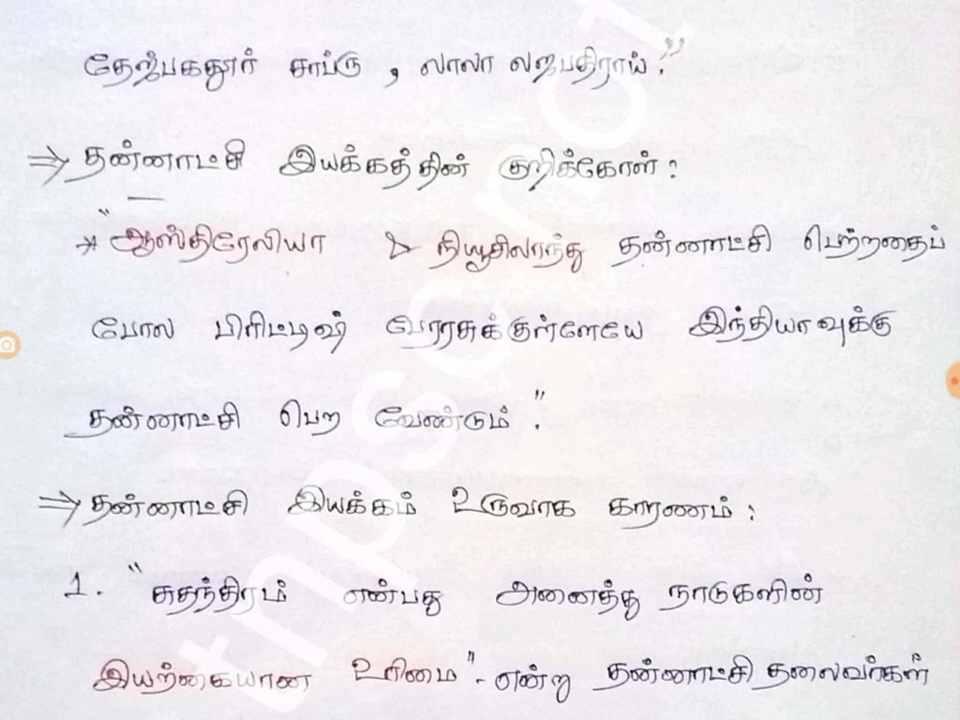 தேஜ்பகதூர் சாப்ரு , லாலா லஜபதிராய்."
⇒ தன்னாட்சி இயக்கத்தின் குறிக்கோள் :
* "ஆஸ்திரேலியா & நியூசிலாந்து தன்னாட்சி பெற்றதைப்
போல பிரிட்டிஷ் பேரரசுக்குள்ளேயே இந்தியாவுக்கு
தன்னாட்சி பெற வேண்டும் ".
⇒ தன்னாட்சி இயக்கம் உருவாக காரணம் :
1. "சுதந்திரம் என்பது அனைத்து நாடுகளின்
இயற்கையான உரிமை" - என்று தன்னாட்சி தலைவர்கள்
tnpsc